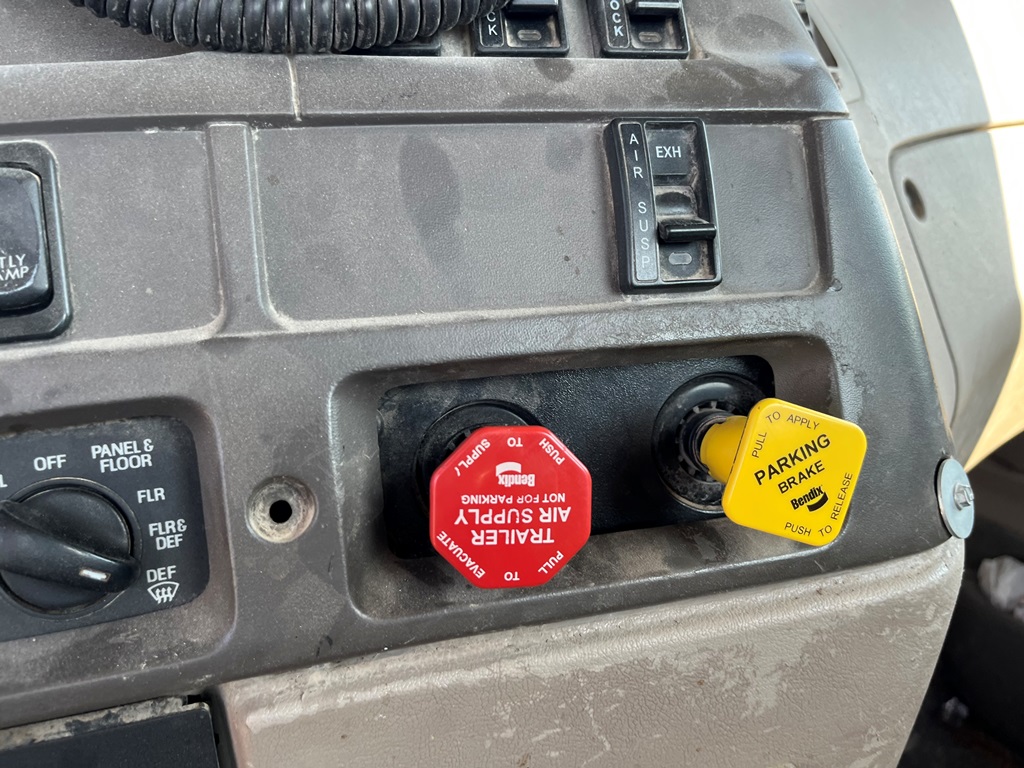 CK
OCK
AIR SUSP
EXH
TLY
AMP
OFF
PANEL &
FLOOR
FLR
FLR&
DEF
DEF
PUSH TO SUPPLY
Bendix
NOT FOR PARKING
AIR SUPPLY
TRAILER
PULL TO EVACUATE
PULL TO APPLY
PARKING
BRAKE
Bendix
PUSH TO RELEASE